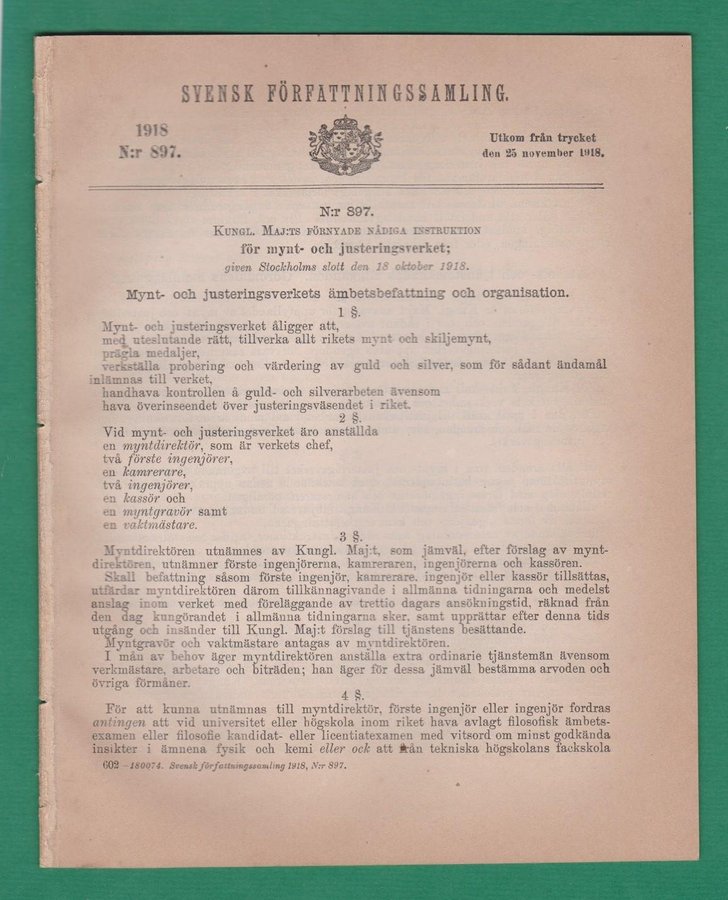 SVENSK FÖRFATTNINGSSAMLING.
1918
N:r 897.
Utkom från trycket
den 25 november 1918.
N:r 897.
KUNGL. MAJ:TS FÖRNYADE NÅDIGA INSTRUKTION
för mynt- och justeringsverket;
given Stockholms slott den 18 oktober 1918.
Mynt- och justeringsverkets ämbetsbefattning och organisation.
1 §.
Mynt- och justeringsverket åligger att,
med uteslutande rätt, tillverka allt rikets mynt och skiljemynt,
prägla medaljer,
verkställa probering och värdering av guld och silver, som för sådant ändamål
inlämnas till verket,
handhava kontrollen å guld- och silverarbeten ävensom
hava överinseendet över justeringsväsendet i riket.
2 §.
Vid mynt- och justeringsverket äro anställda
en myntdirektör, som är verkets chef,
två förste ingenjörer,
en kamrerare,
två ingenjörer,
en kassör och
en myntgravör samt
en vaktmästare.
3 §.
Myntdirektören utnämnes av Kungl. Maj:t, som jämväl, efter förslag av mynt-
direktören, utnämner förste ingenjörerna, kamreraren, ingenjörerna och kassören.
Skall befattning såsom förste ingenjör, kamrerare, ingenjör eller kassör tillsättas,
utfärdar myntdirektören därom tillkännagivande i allmänna tidningarna och medelst
anslag inom verket med föreläggande av trettio dagars ansökningstid, räknad från
den dag kungörandet i allmänna tidningarna sker, samt upprättar efter denna tids
utgång och insänder till Kungl. Maj:t förslag till tjänstens besättande.
Myntgravör och vaktmästare antagas av myntdirektören.
I mån av behov äger myntdirektören anställa extra ordinarie tjänstemän ävensom
verkmästare, arbetare och biträden; han äger för dessa jämväl bestämma arvoden och
övriga förmåner.
4 §.
För att kunna utnämnas till myntdirektör, förste ingenjör eller ingenjör fordras
antingen att vid universitet eller högskola inom riket hava avlagt filosofisk ämbets-
examen eller filosofie kandidat- eller licentiatexamen med vitsord om minst godkända
insikter i ämnena fysik och kemi eller ock att från tekniska högskolans fackskola
602 —180074. Svensk författningssamling 1918, N:r 897.